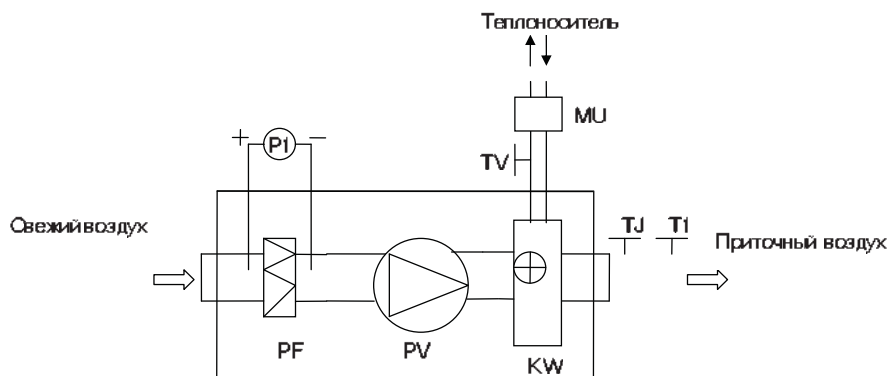 Теплоноситель
MU
+ P1 –
TV
Свежий воздух
TJ T1
Приточный воздух
PF
PV
KW